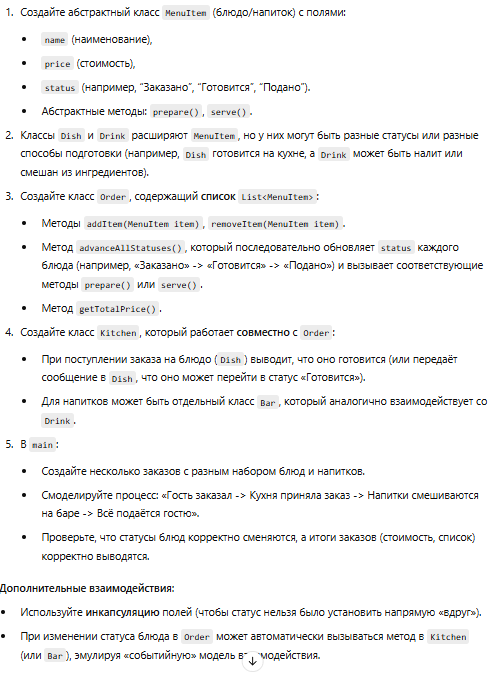 1. Создайте абстрактный класс MenuItem (блюдо/напиток) с полями:
• name (наименование),
• price (стоимость),
• status (например, "Заказано", "Готовится", "Подано").
• Абстрактные методы: prepare(), serve().
2. Классы Dish и Drink расширяют MenuItem, но у них могут быть разные статусы или разные
способы подготовки (например, Dish готовится на кухне, а Drink может быть налит или
смешан из ингредиентов).
3. Создайте класс Order, содержащий список List<MenuItem>:
• Методы addItem(MenuItem item), removeItem(MenuItem item).
• Метод advanceAllStatuses(), который последовательно обновляет status каждого
блюда (например, «Заказано» -> «Готовится» -> «Подано») и вызывает соответствующие
методы prepare() или serve().
• Метод getTotalPrice().
4. Создайте класс Kitchen, который работает совместно с Order:
• При поступлении заказа на блюдо (Dish) выводит, что оно готовится (или передаёт
сообщение в Dish, что оно может перейти в статус «Готовится»).
• Для напитков может быть отдельный класс Bar, который аналогично взаимодействует со
Drink.
5. В main:
• Создайте несколько заказов с разным набором блюд и напитков.
• Смоделируйте процесс: «Гость заказал -> Кухня приняла заказ -> Напитки смешиваются
на баре -> Всё подаётся гостю».
• Проверьте, что статусы блюд корректно сменяются, а итоги заказов (стоимость, список)
корректно выводятся.
Дополнительные взаимодействия:
• Используйте инкапсуляцию полей (чтобы статус нельзя было установить напрямую «вдруг»).
• При изменении статуса блюда в Order может автоматически вызываться метод в Kitchen
(или Bar), эмулируя «событийную» модель взаимодействия.